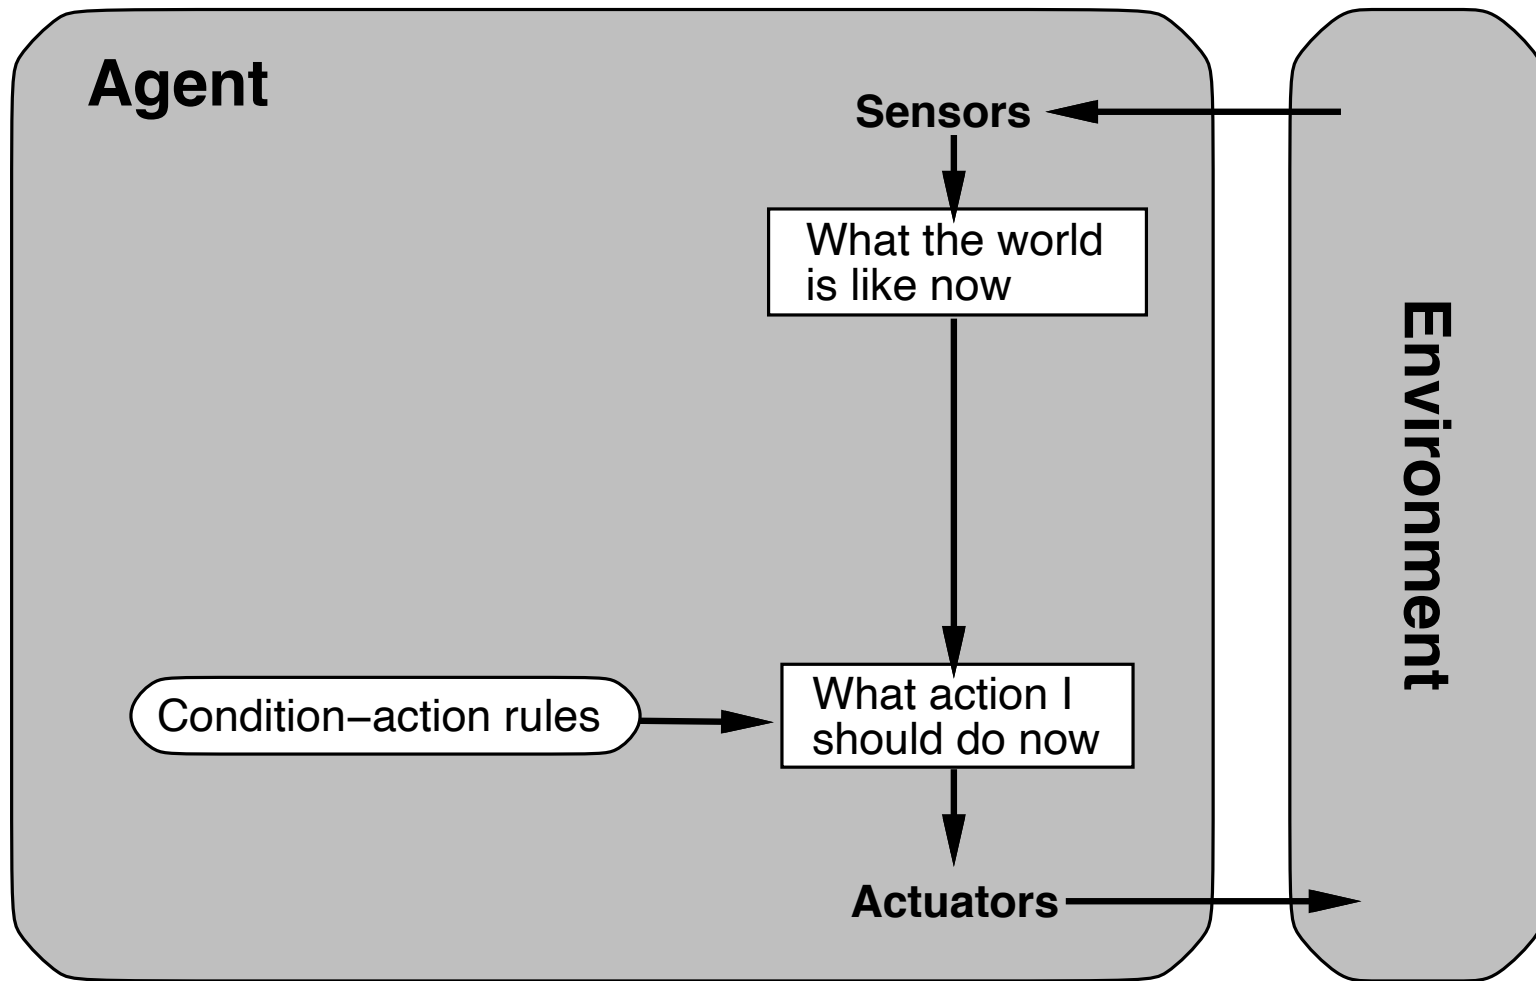 Agent
Sensors
What the world
is like now
Environment
Condition–action rules
What action I
should do now
Actuators